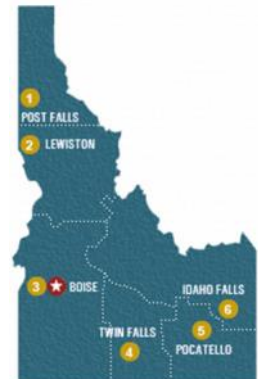 1
POST FALLS
2 LEWISTON
3 BOISE
IDAHO FALLS
6
TWIN FALLS 5
4 POCATELLO